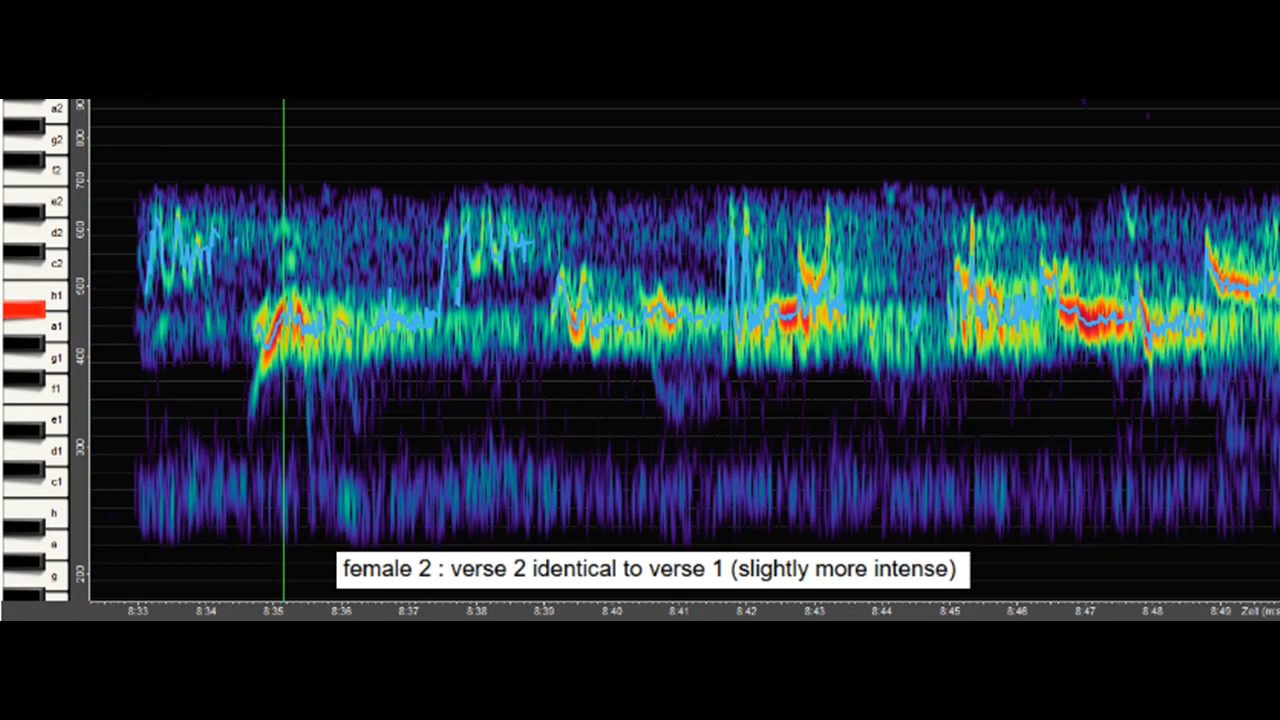 a2
g2
f2
e2
d2
c2
h1
a1
g1
f1
e1
d1
c1
h
a
g
800
700
600
500
400
300
200
female 2 : verse 2 identical to verse 1 (slightly more intense)
8:33 8:34 8:35 8:36 8:37 8:38 8:39 8:40 8:41 8:42 8:43 8:44 8:45 8:46 8:47 8:48 8:49 Zeit